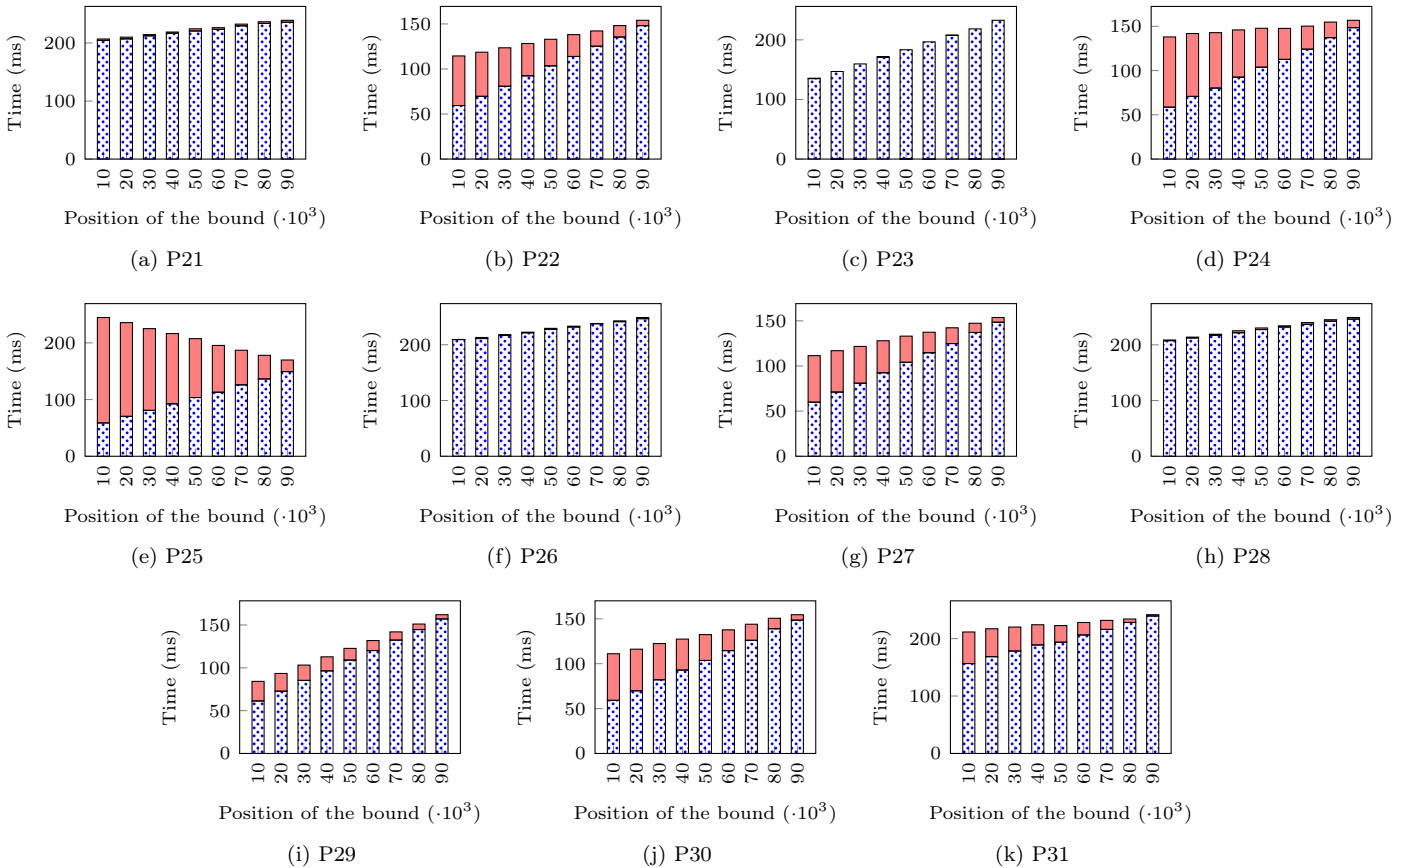 Time (ms)
200
100
0
10 20 30 40 50 60 70 80 90
Position of the bound (·10³)
(a) P21
Time (ms)
150
100
50
0
10 20 30 40 50 60 70 80 90
Position of the bound (·10³)
(b) P22
Time (ms)
200
100
0
10 20 30 40 50 60 70 80 90
Position of the bound (·10³)
(c) P23
Time (ms)
150
100
50
0
10 20 30 40 50 60 70 80 90
Position of the bound (·10³)
(d) P24
Time (ms)
200
100
0
10 20 30 40 50 60 70 80 90
Position of the bound (·10³)
(e) P25
Time (ms)
200
100
0
10 20 30 40 50 60 70 80 90
Position of the bound (·10³)
(f) P26
Time (ms)
150
100
50
0
10 20 30 40 50 60 70 80 90
Position of the bound (·10³)
(g) P27
Time (ms)
200
100
0
10 20 30 40 50 60 70 80 90
Position of the bound (·10³)
(h) P28
Time (ms)
150
100
50
0
10 20 30 40 50 60 70 80 90
Position of the bound (·10³)
(i) P29
Time (ms)
150
100
50
0
10 20 30 40 50 60 70 80 90
Position of the bound (·10³)
(j) P30
Time (ms)
200
100
0
10 20 30 40 50 60 70 80 90
Position of the bound (·10³)
(k) P31